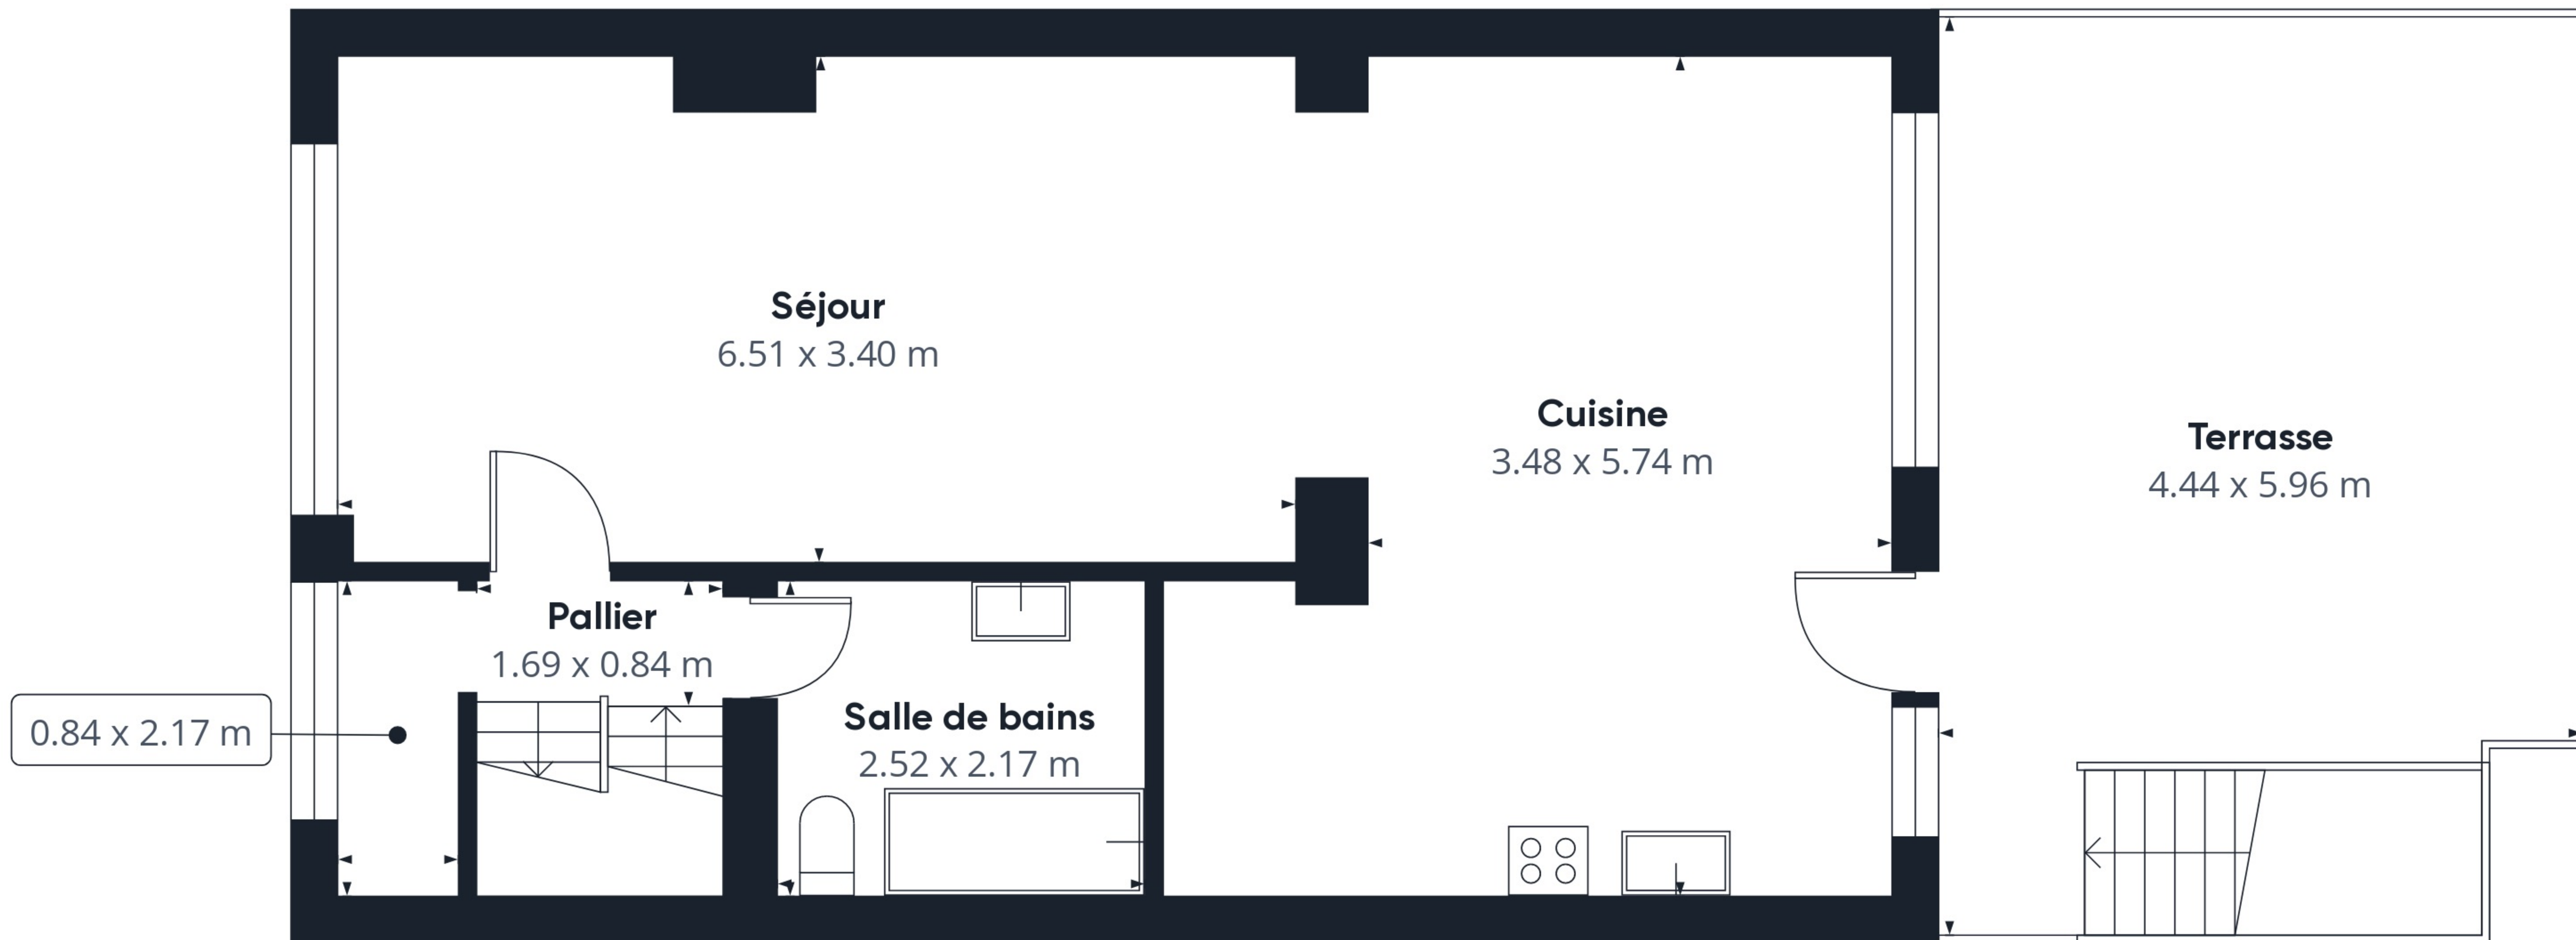 Séjour
6.51 x 3.40 m
Cuisine
3.48 x 5.74 m
Terrasse
4.44 x 5.96 m
Pallier
1.69 x 0.84 m
0.84 x 2.17 m
Salle de bains
2.52 x 2.17 m